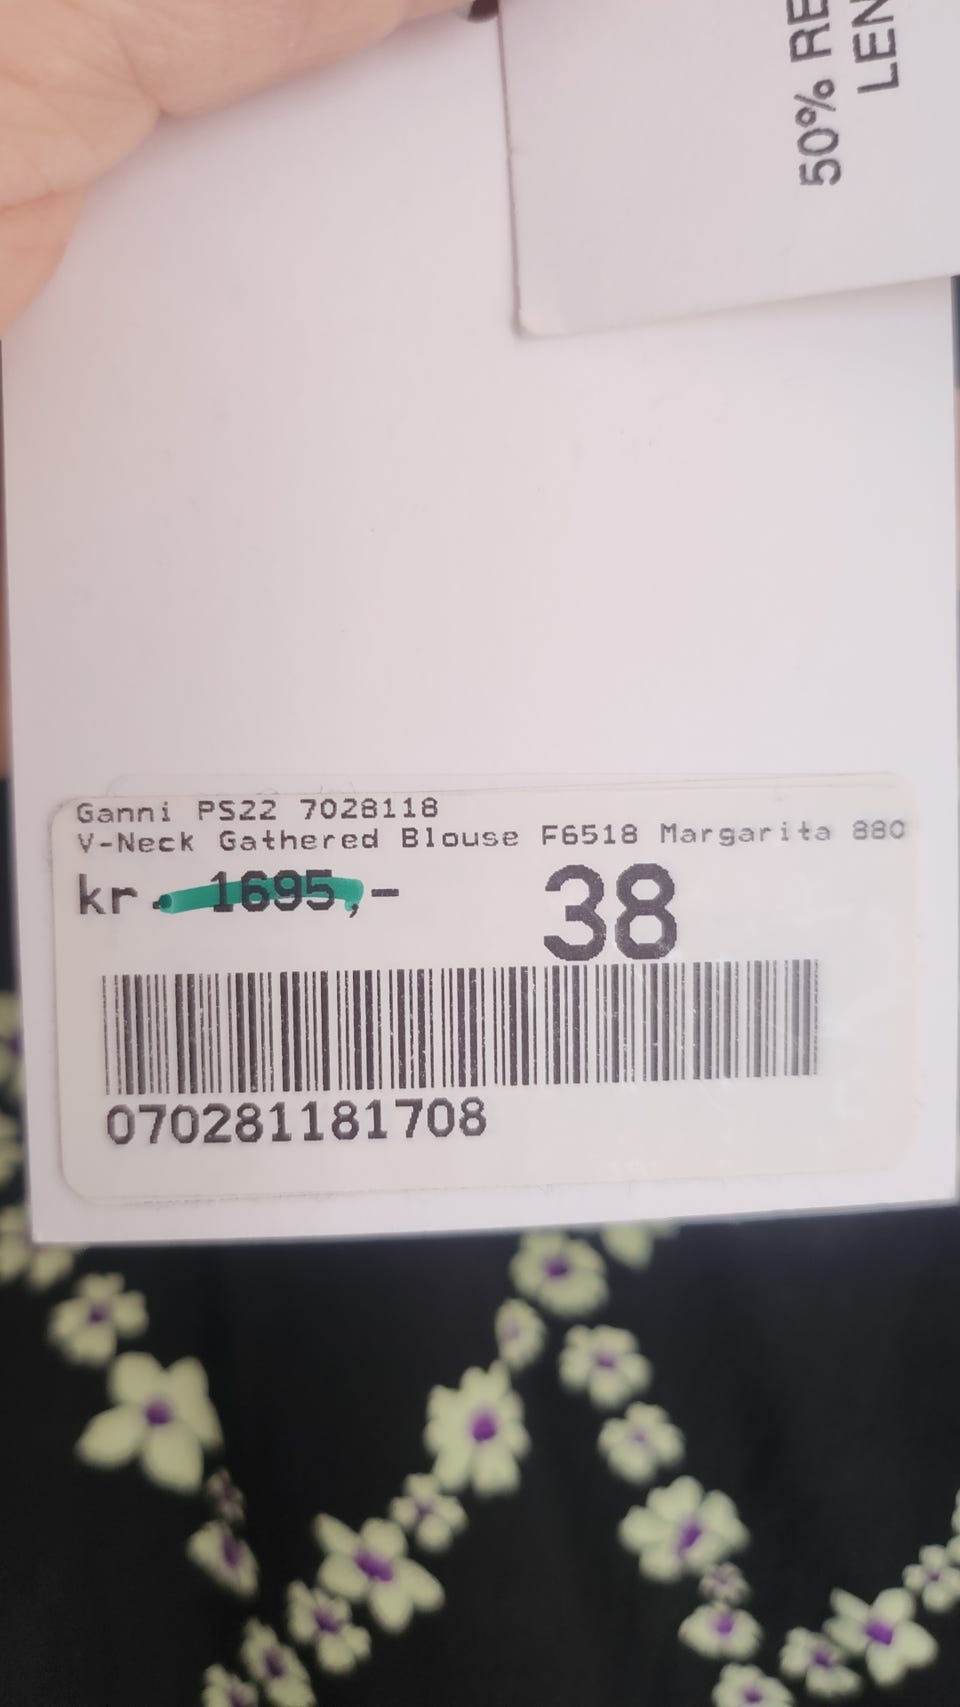 50% RE
LEN
Ganni PS22 7028118
V-Neck Gathered Blouse F6518 Margarita 880
kr. 1695,- 38
070281181708